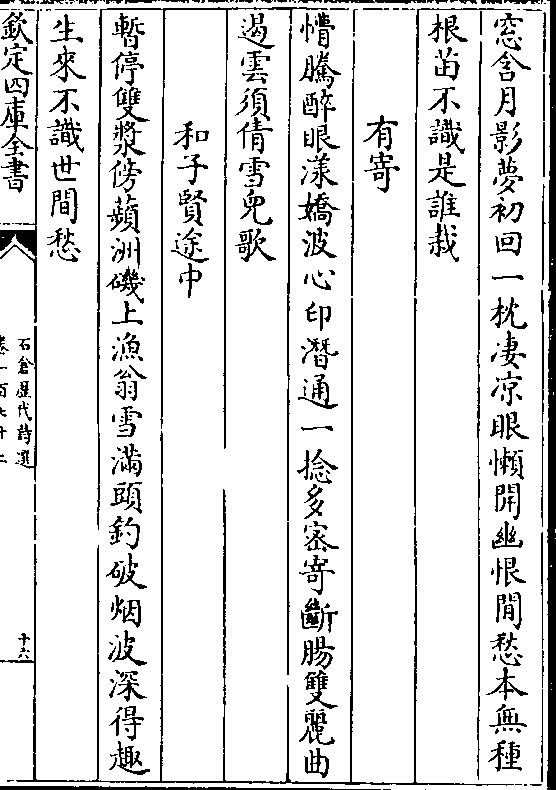 窓含月影夢初回一枕凄凉眼懶開幽恨閒愁本無種
根苗不識是誰栽
有寄
懵騰醉眼漾嬌波心印潛通一捻多密寄斷腸雙麗曲
遏雲須倩雪兒歌
和子賢途中
暫停雙槳傍蘋洲磯上漁翁雪滿頭釣破烟波深得趣
生來不識世間愁
欽定四庫全書
石倉歷代詩選
卷一百七十二
十六